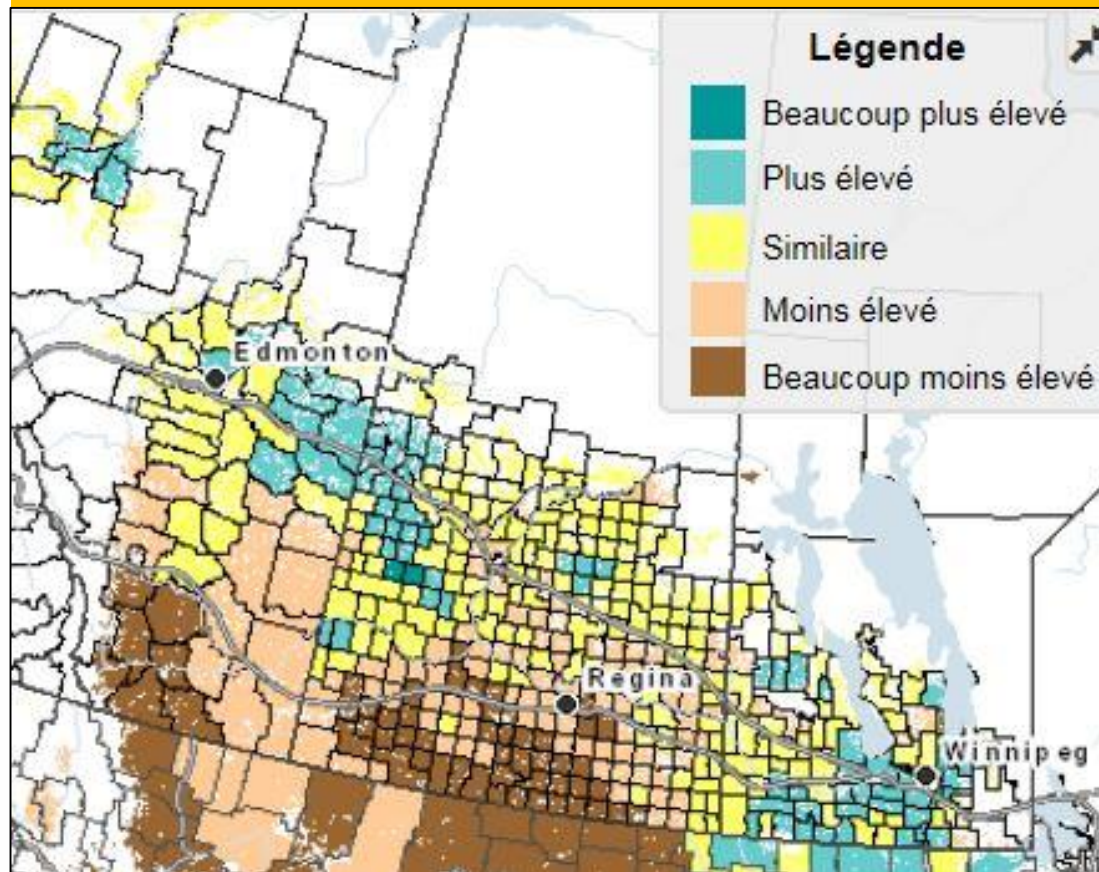 Légende
Beaucoup plus élevé
Plus élevé
Similaire
Moins élevé
Beaucoup moins élevé
Edmonton
Regina
Winnipeg